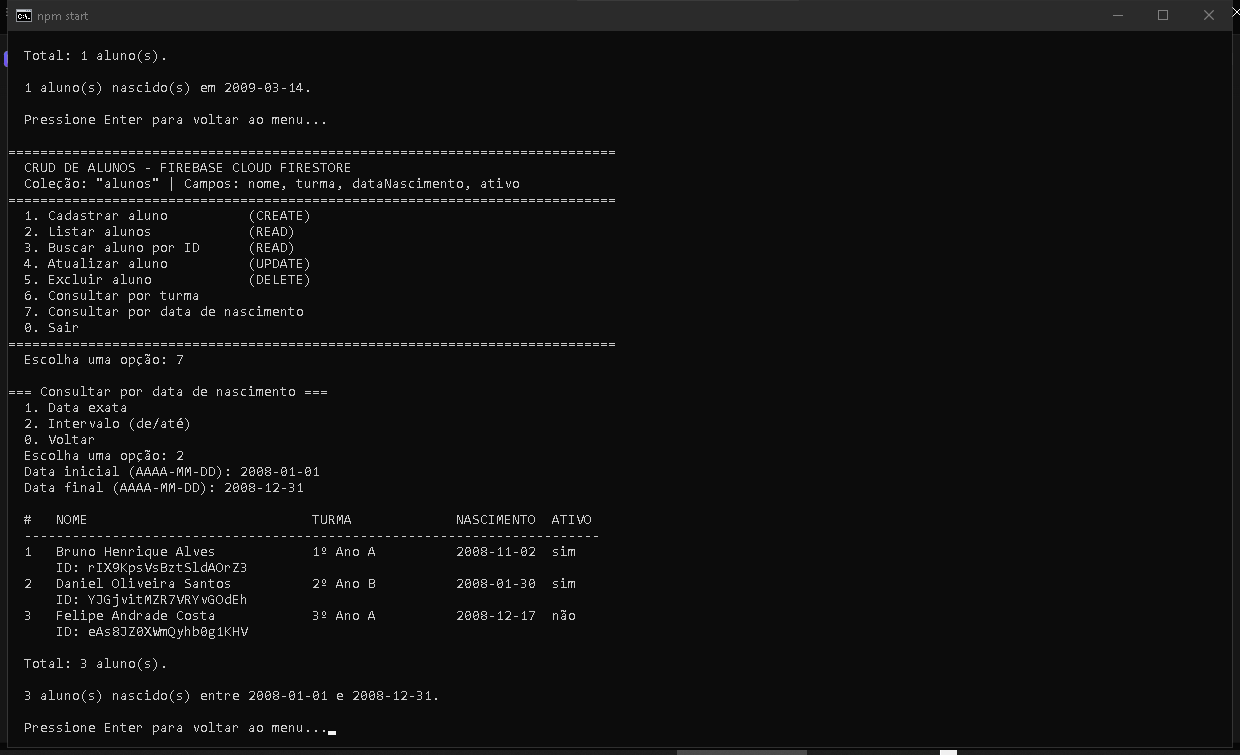 npm start
Total: 1 aluno(s).
1 aluno(s) nascido(s) em 2009-03-14.
Pressione Enter para voltar ao menu...
============================================================================
CRUD DE ALUNOS - FIREBASE CLOUD FIRESTORE
Coleção: "alunos" | Campos: nome, turma, dataNascimento, ativo
============================================================================
1. Cadastrar aluno          (CREATE)
2. Listar alunos            (READ)
3. Buscar aluno por ID      (READ)
4. Atualizar aluno          (UPDATE)
5. Excluir aluno            (DELETE)
6. Consultar por turma
7. Consultar por data de nascimento
0. Sair
============================================================================
Escolha uma opção: 7
=== Consultar por data de nascimento ===
1. Data exata
2. Intervalo (de/até)
0. Voltar
Escolha uma opção: 2
Data inicial (AAAA-MM-DD): 2008-01-01
Data final (AAAA-MM-DD): 2008-12-31
#   NOME                            TURMA             NASCIMENTO  ATIVO
------------------------------------------------------------------------
1   Bruno Henrique Alves            1º Ano A          2008-11-02  sim
ID: rIX9KpsVsBztSldAOrZ3
2   Daniel Oliveira Santos          2º Ano B          2008-01-30  sim
ID: YJGjvitMZR7VRYvGOdEh
3   Felipe Andrade Costa            3º Ano A          2008-12-17  não
ID: eAs8JZ0XWmQyhb0g1KHV
Total: 3 aluno(s).
3 aluno(s) nascido(s) entre 2008-01-01 e 2008-12-31.
Pressione Enter para voltar ao menu...